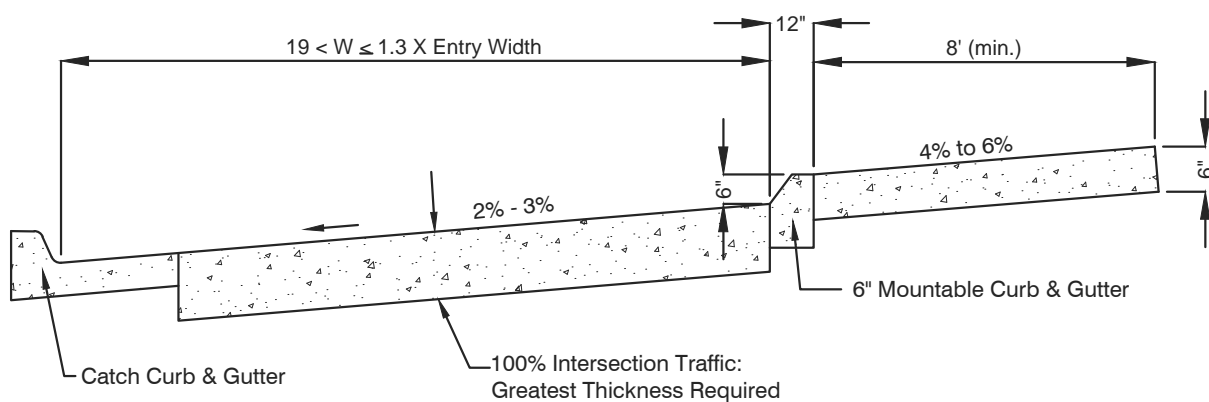 12"
19 < W ≤ 1.3 X Entry Width
8' (min.)
4% to 6%
6"
6"
2% - 3%
6" Mountable Curb & Gutter
100% Intersection Traffic:
Greatest Thickness Required
Catch Curb & Gutter